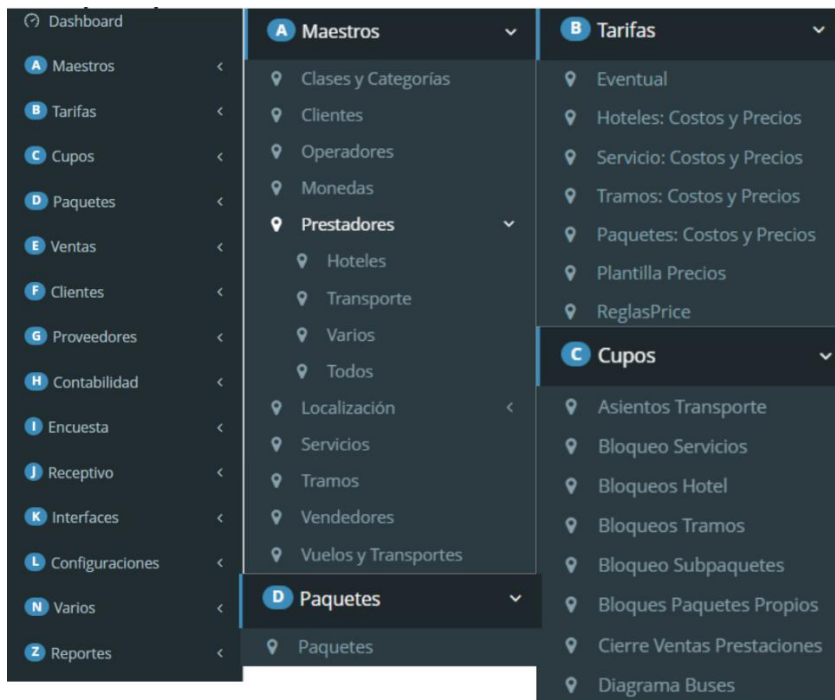 Dashboard
A Maestros
B Tarifas
C Cupos
D Paquetes
E Ventas
F Clientes
G Proveedores
H Contabilidad
I Encuesta
J Receptivo
K Interfaces
L Configuraciones
N Varios
Z Reportes
A Maestros
Clases y Categorías
Clientes
Operadores
Monedas
Prestadores
Hoteles
Transporte
Varios
Todos
Localización
Servicios
Tramos
Vendedores
Vuelos y Transportes
D Paquetes
Paquetes
B Tarifas
Eventual
Hoteles: Costos y Precios
Servicio: Costos y Precios
Tramos: Costos y Precios
Paquetes: Costos y Precios
Plantilla Precios
ReglasPrice
C Cupos
Asientos Transporte
Bloqueo Servicios
Bloqueos Hotel
Bloqueos Tramos
Bloqueo Subpaquetes
Bloques Paquetes Propios
Cierre Ventas Prestaciones
Diagrama Buses